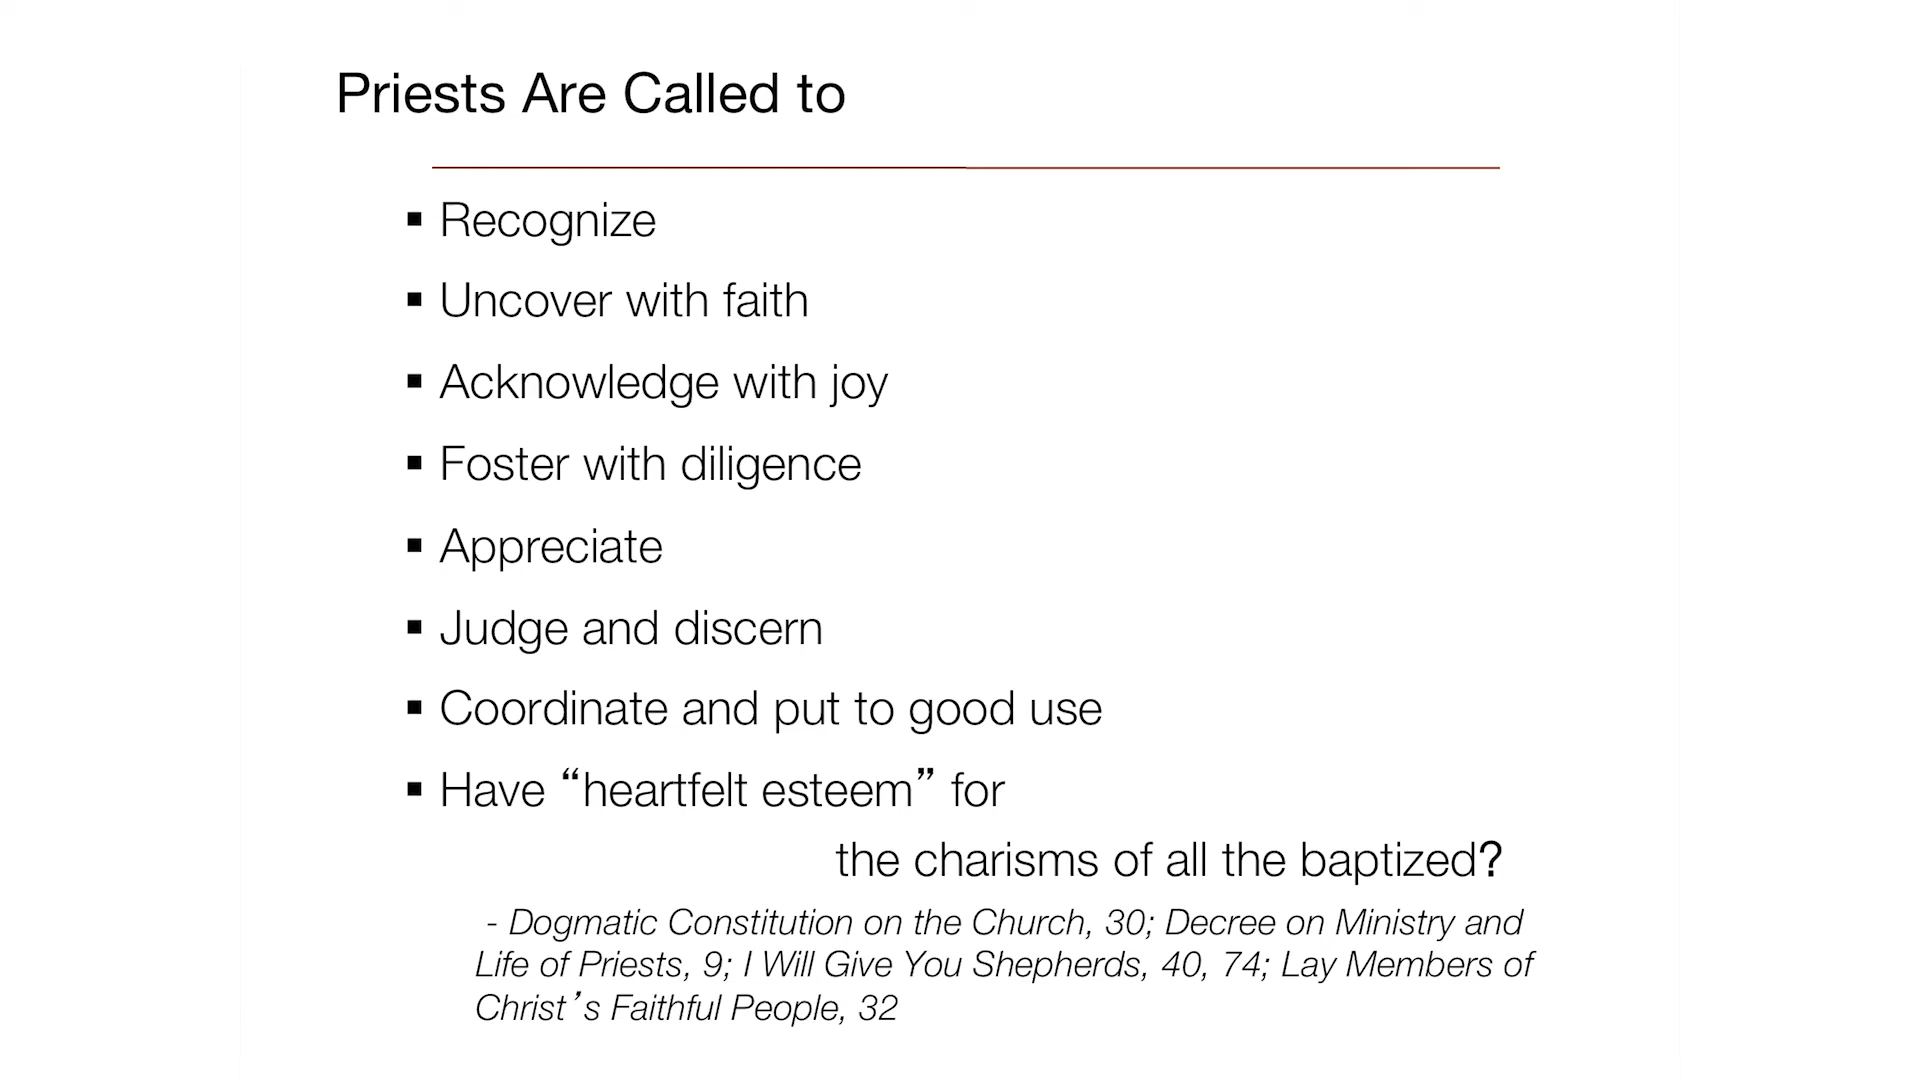 Priests Are Called to
▪ Recognize
▪ Uncover with faith
▪ Acknowledge with joy
▪ Foster with diligence
▪ Appreciate
▪ Judge and discern
▪ Coordinate and put to good use
▪ Have “heartfelt esteem” for
the charisms of all the baptized?
- Dogmatic Constitution on the Church, 30; Decree on Ministry and
Life of Priests, 9; I Will Give You Shepherds, 40, 74; Lay Members of
Christ’s Faithful People, 32